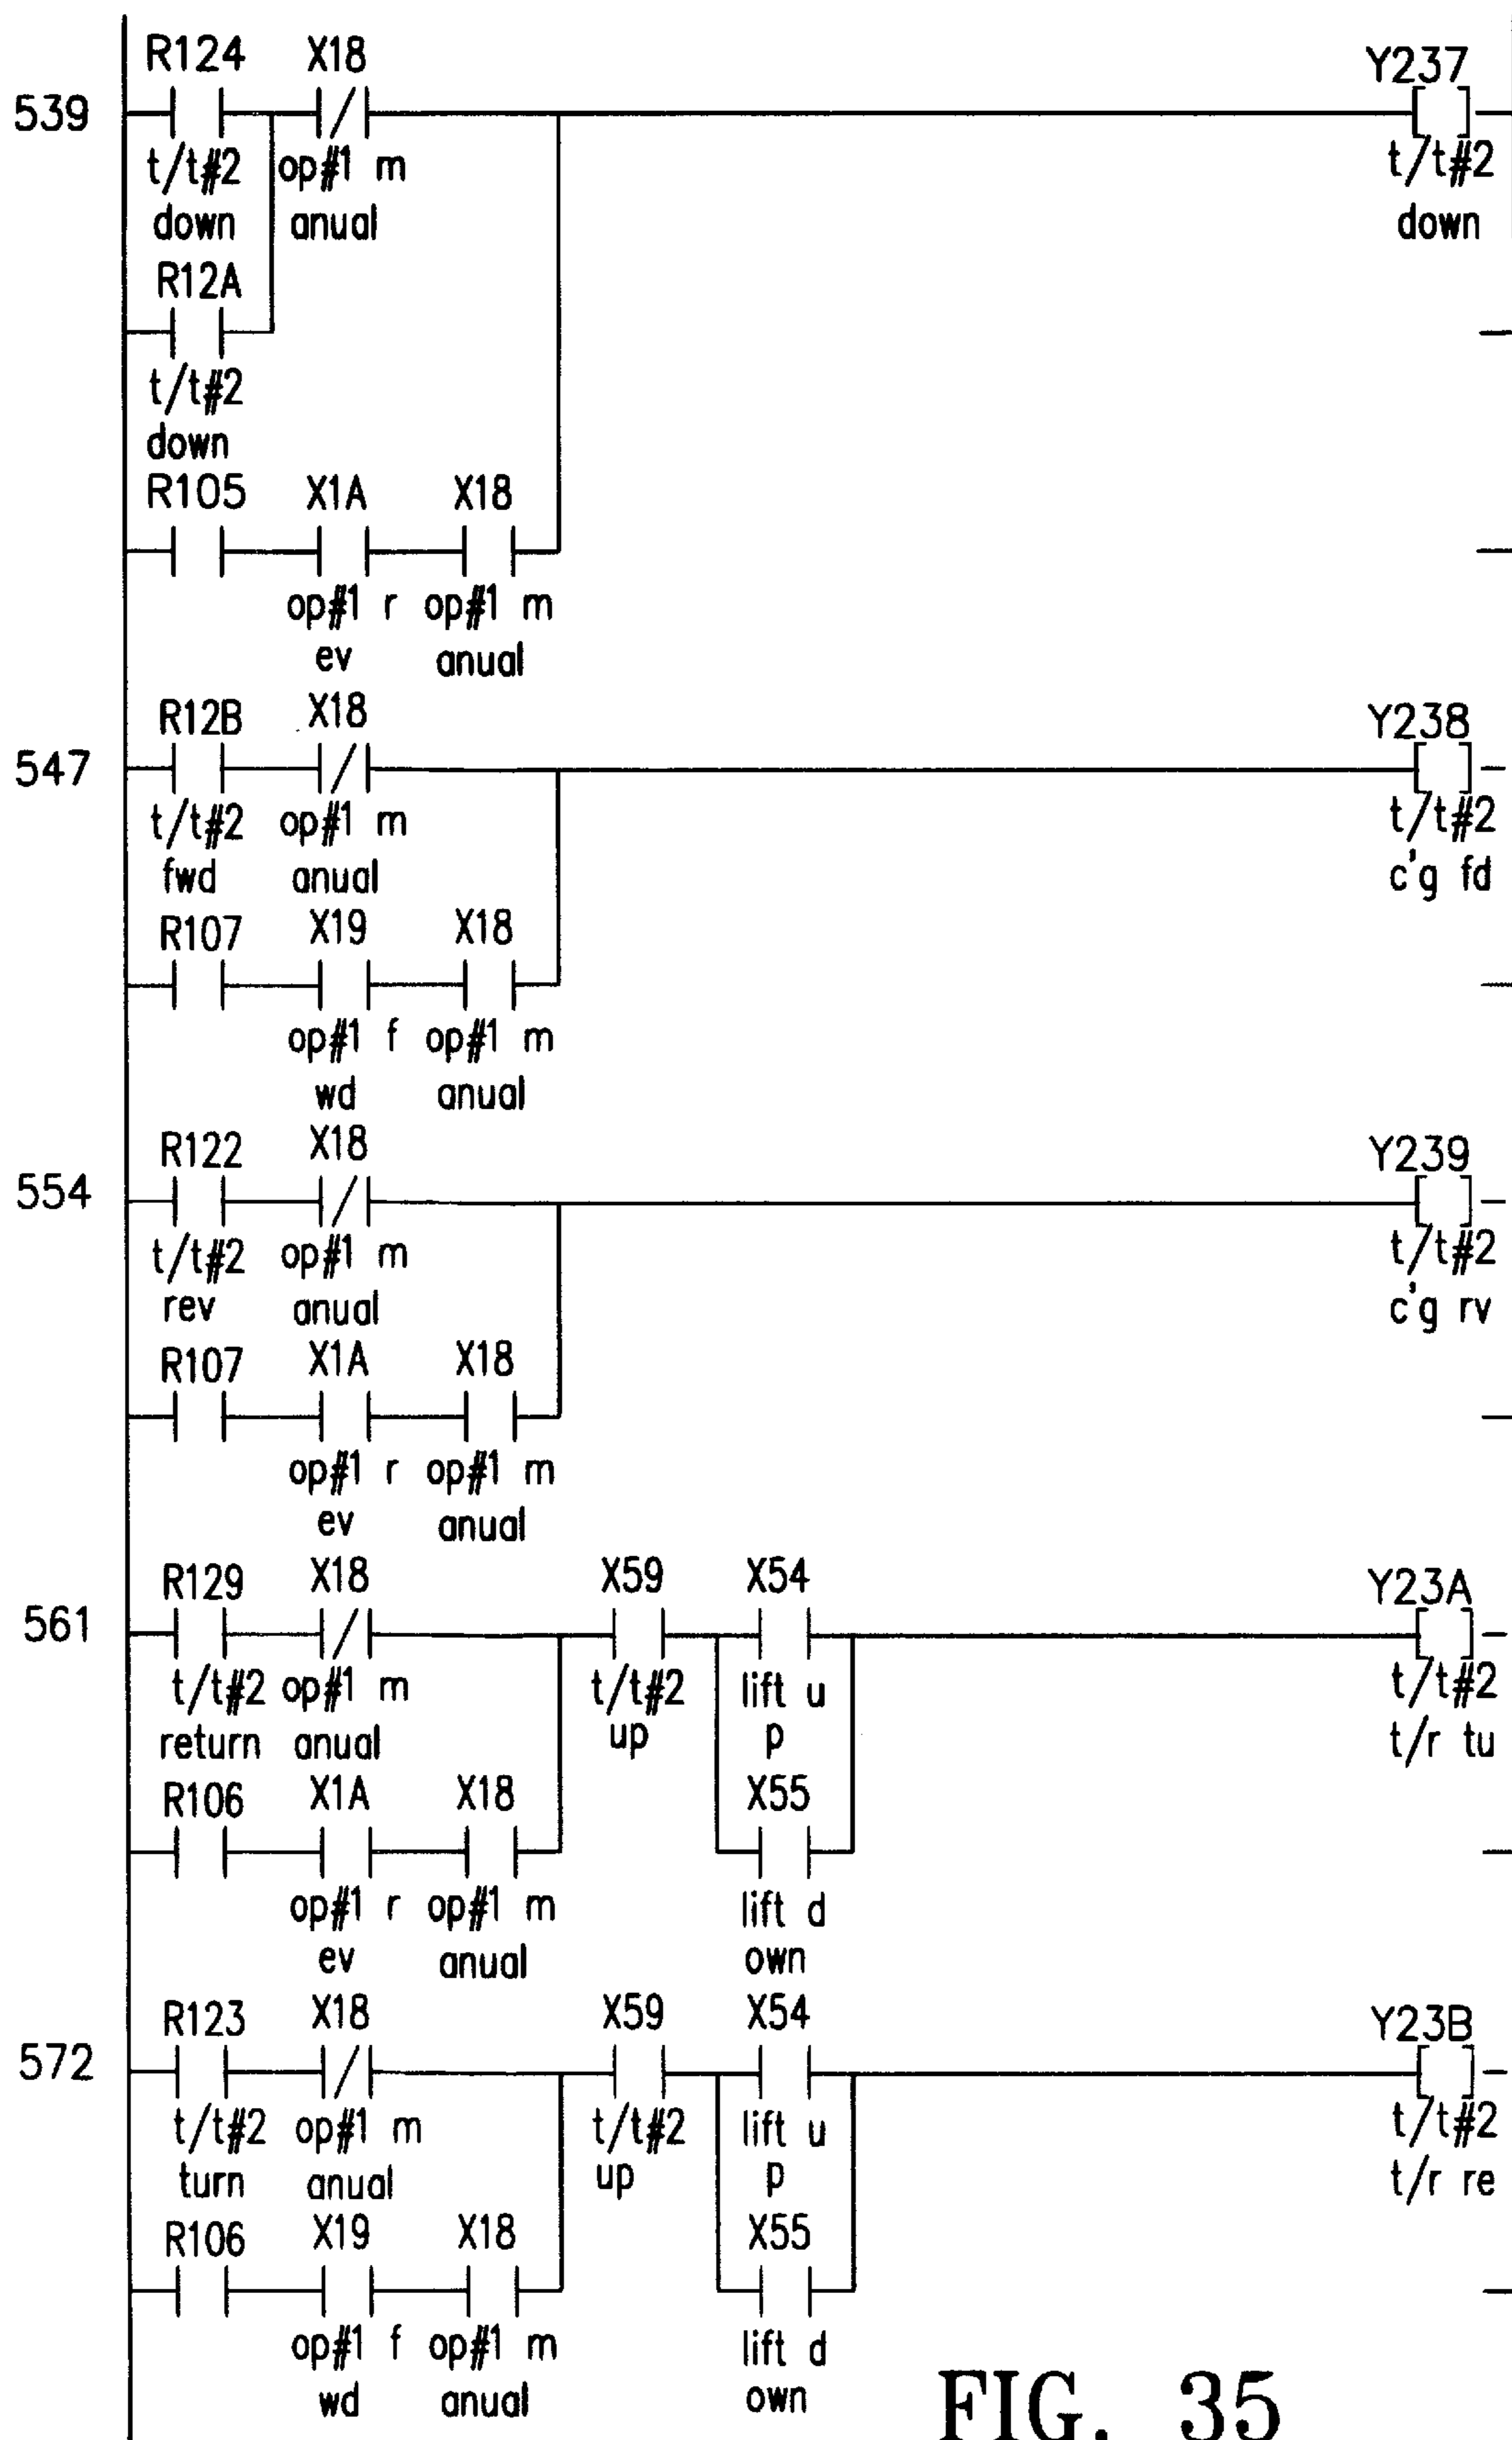 R124 X18 Y237
539
t/t#2 op#1 m t/t#2
down anual down
R12A
t/t#2
down
R105 X1A X18
op#1 r op#1 m
ev anual
R12B X18 Y238
547
t/t#2 op#1 m t/t#2
fwd anual c'g fd
R107 X19 X18
op#1 f op#1 m
wd anual
R122 X18 Y239
554
t/t#2 op#1 m t/t#2
rev anual c'g rv
R107 X1A X18
op#1 r op#1 m
ev anual
R129 X18 X59 X54 Y23A
561
t/t#2 op#1 m t/t#2 lift u t/t#2
return anual up p t/r tu
R106 X1A X18 X55
op#1 r op#1 m lift d
ev anual own
R123 X18 X59 X54 Y23B
572
t/t#2 op#1 m t/t#2 lift u t/t#2
turn anual up p t/r re
R106 X19 X18 X55
op#1 f op#1 m lift d
wd anual own
FIG. 35